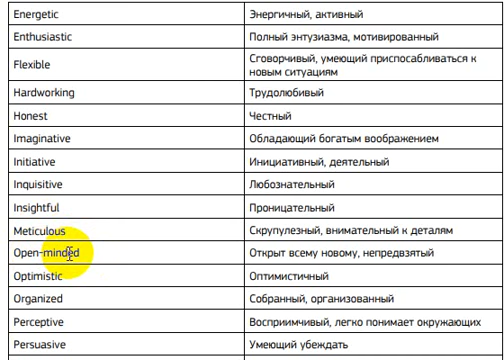 Energetic Энергичный, активный
Enthusiastic Полный энтузиазма, мотивированный
Flexible Сговорчивый, умеющий приспосабливаться к
новым ситуациям
Hardworking Трудолюбивый
Honest Честный
Imaginative Обладающий богатым воображением
Initiative Инициативный, деятельный
Inquisitive Любознательный
Insightful Проницательный
Meticulous Скрупулезный, внимательный к деталям
Open-minded Открыт всему новому, непредвзятый
Optimistic Оптимистичный
Organized Собранный, организованный
Perceptive Восприимчивый, легко понимает окружающих
Persuasive Умеющий убеждать